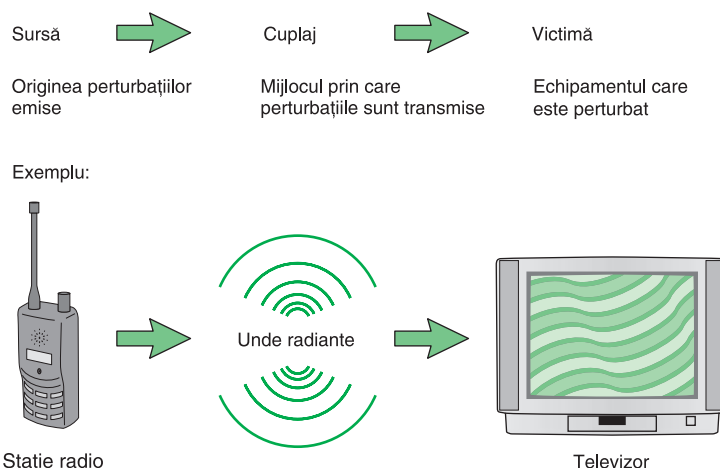 Sursă
Cuplaj
Victimă
Originea perturbațiilor
emise
Mijlocul prin care
perturbațiile sunt transmise
Echipamentul care
este perturbat
Exemplu:
Unde radiante
Statie radio
Televizor